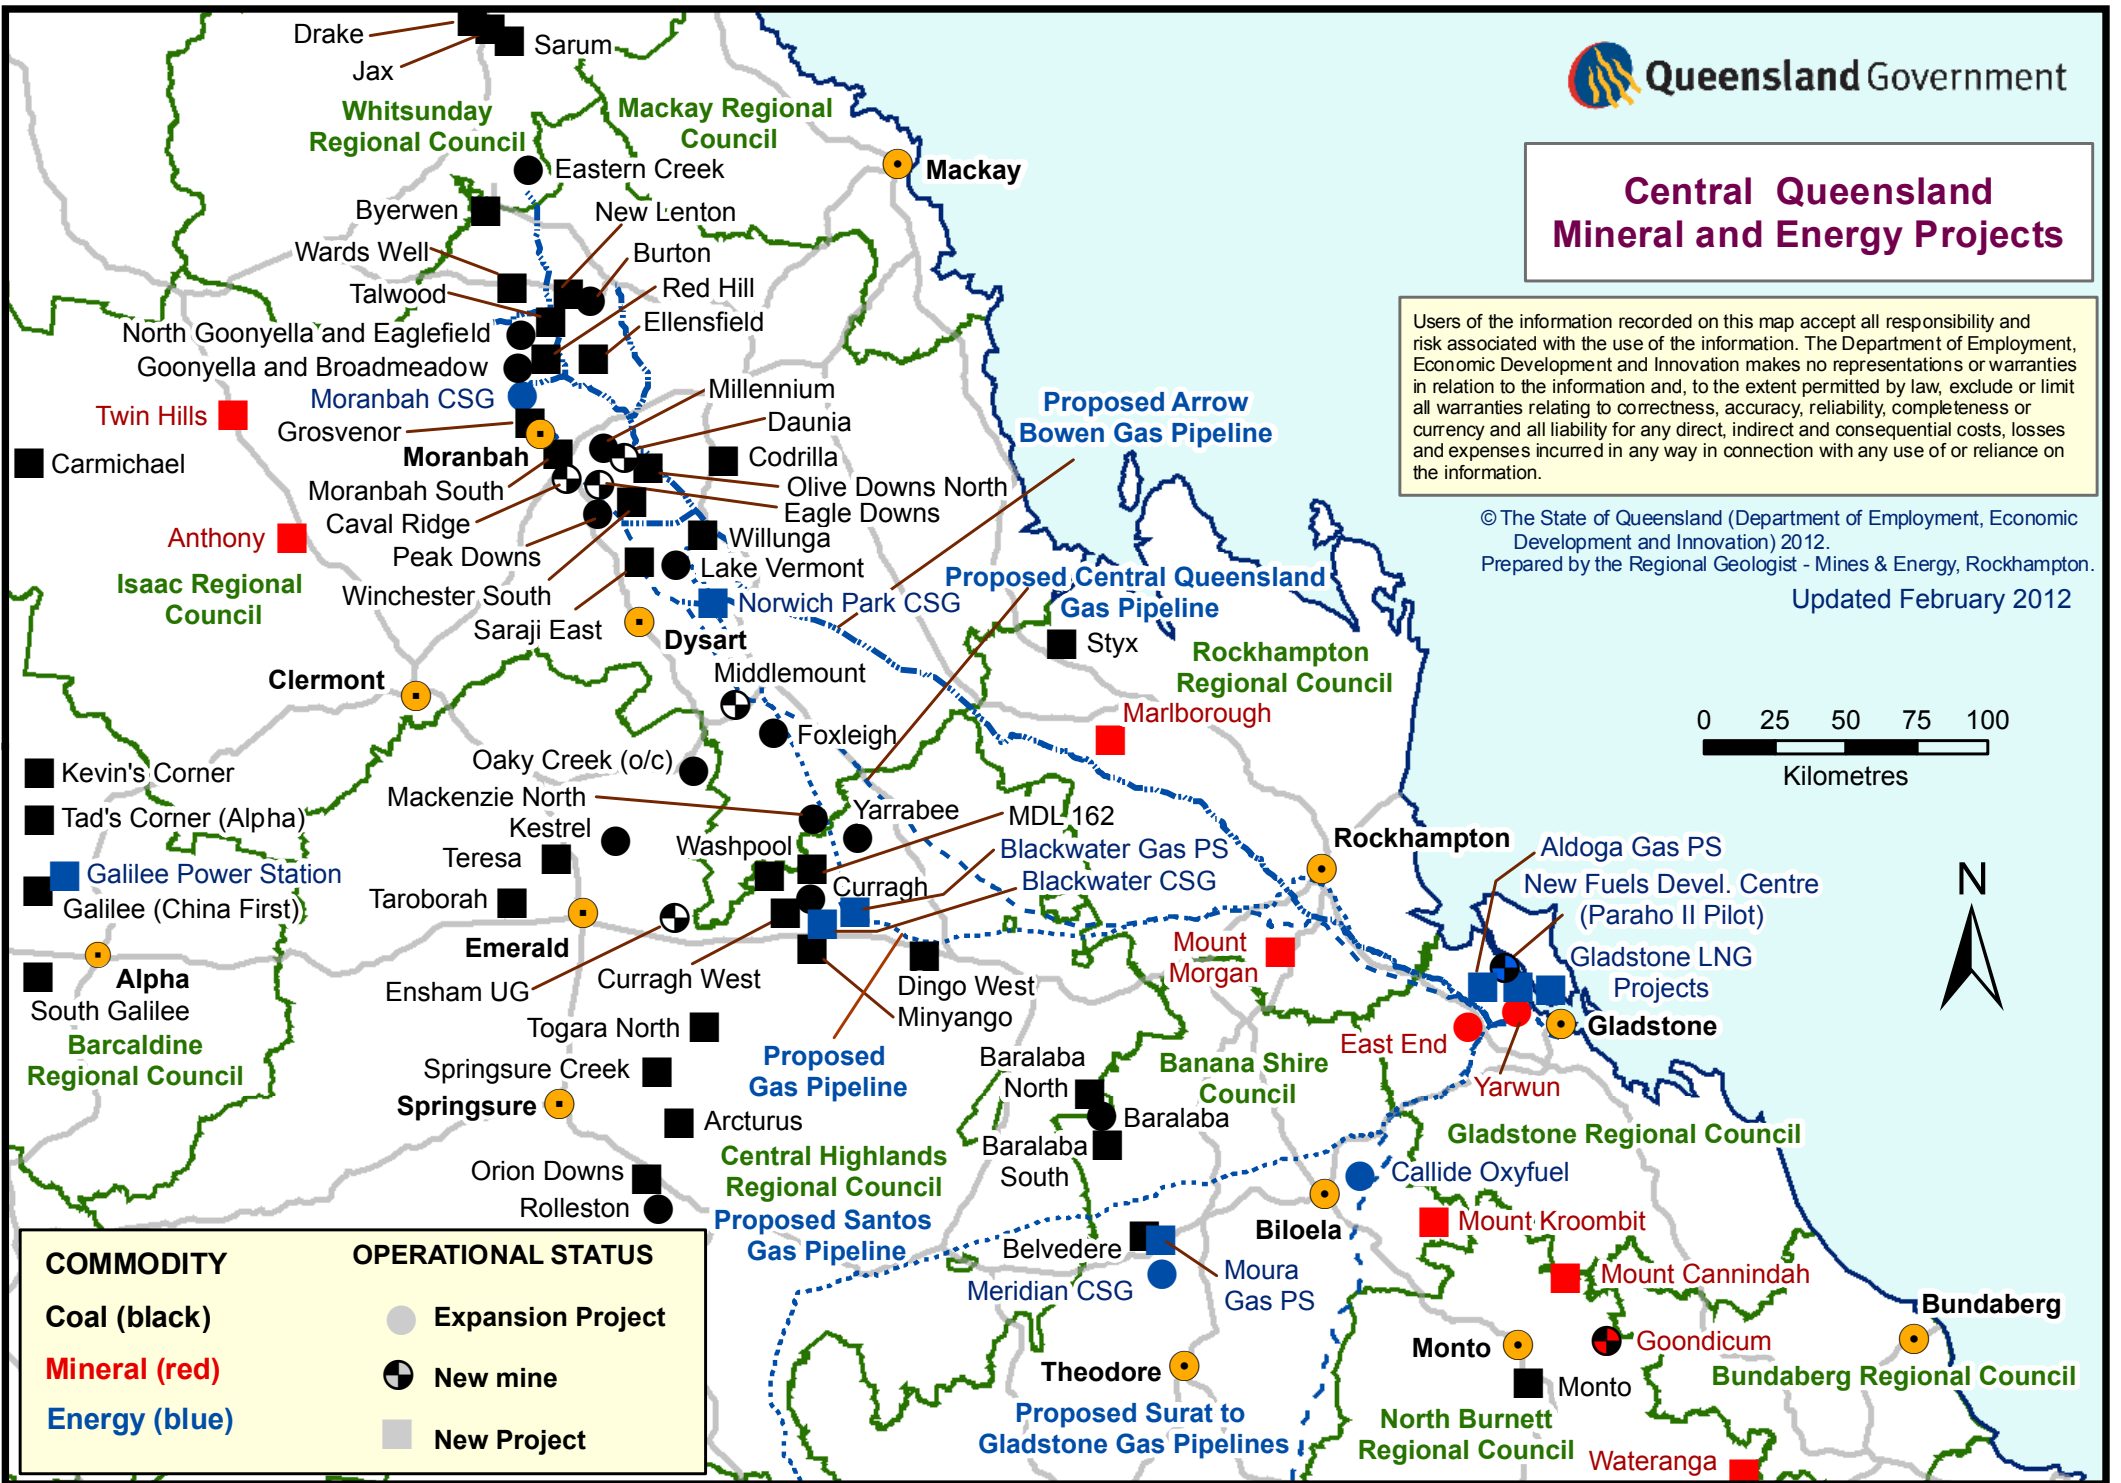 Drake
Jax
Sarum
Whitsunday
Regional Council
Mackay Regional
Council
Queensland Government
Mackay
Central Queensland
Mineral and Energy Projects
Eastern Creek
Byerwen
New Lenton
Wards Well
Burton
Talwood
Red Hill
Ellensfield
North Goonyella and Eaglefield
Goonyella and Broadmeadow
Moranbah CSG
Millennium
Twin Hills
Grosvenor
Daunia
Moranbah
Codrilla
Carmichael
Moranbah South
Olive Downs North
Caval Ridge
Eagle Downs
Anthony
Peak Downs
Willunga
Lake Vermont
Isaac Regional
Council
Winchester South
Norwich Park CSG
Saraji East
Dysart
Proposed Arrow
Bowen Gas Pipeline
Users of the information recorded on this map accept all responsibility and
risk associated with the use of the information. The Department of Employment,
Economic Development and Innovation makes no representations or warranties
in relation to the information and, to the extent permitted by law, exclude or limit
all warranties relating to correctness, accuracy, reliability, completeness or
currency and all liability for any direct, indirect and consequential costs, losses
and expenses incurred in any way in connection with any use of or reliance on
the information.
© The State of Queensland (Department of Employment, Economic
Development and Innovation) 2012.
Prepared by the Regional Geologist - Mines & Energy, Rockhampton.
Updated February 2012
Proposed Central Queensland
Gas Pipeline
Styx
Rockhampton
Regional Council
Marlborough
Clermont
Middlemount
Foxleigh
0 25 50 75 100
Kilometres
Kevin's Corner
Oaky Creek (o/c)
Mackenzie North
Yarrabee
MDL 162
Tad's Corner (Alpha)
Kestrel
Washpool
Teresa
Blackwater Gas PS
Rockhampton
Aldoga Gas PS
Galilee Power Station
Blackwater CSG
Curragh
New Fuels Devel. Centre
(Paraho II Pilot)
Taroborah
Galilee (China First)
N
Emerald
Mount
Morgan
Gladstone LNG
Projects
Alpha
Ensham UG
Curragh West
Dingo West
Minyango
South Galilee
Togara North
Gladstone
Barcaldine
Regional Council
Proposed
Gas Pipeline
Baralaba
North
Banana Shire
Council
East End
Yarwun
Springsure Creek
Springsure
Arcturus
Baralaba
Baralaba
South
Gladstone Regional Council
Central Highlands
Regional Council
Orion Downs
Callide Oxyfuel
Rolleston
Proposed Santos
Gas Pipeline
Biloela
Mount Kroombit
Belvedere
Meridian CSG
Moura
Gas PS
Mount Cannindah
Bundaberg
COMMODITY
Coal (black)
Mineral (red)
Energy (blue)
OPERATIONAL STATUS
Expansion Project
New mine
New Project
Theodore
Monto
Goondicum
Monto
Bundaberg Regional Council
Proposed Surat to
Gladstone Gas Pipelines
North Burnett
Regional Council
Wateranga